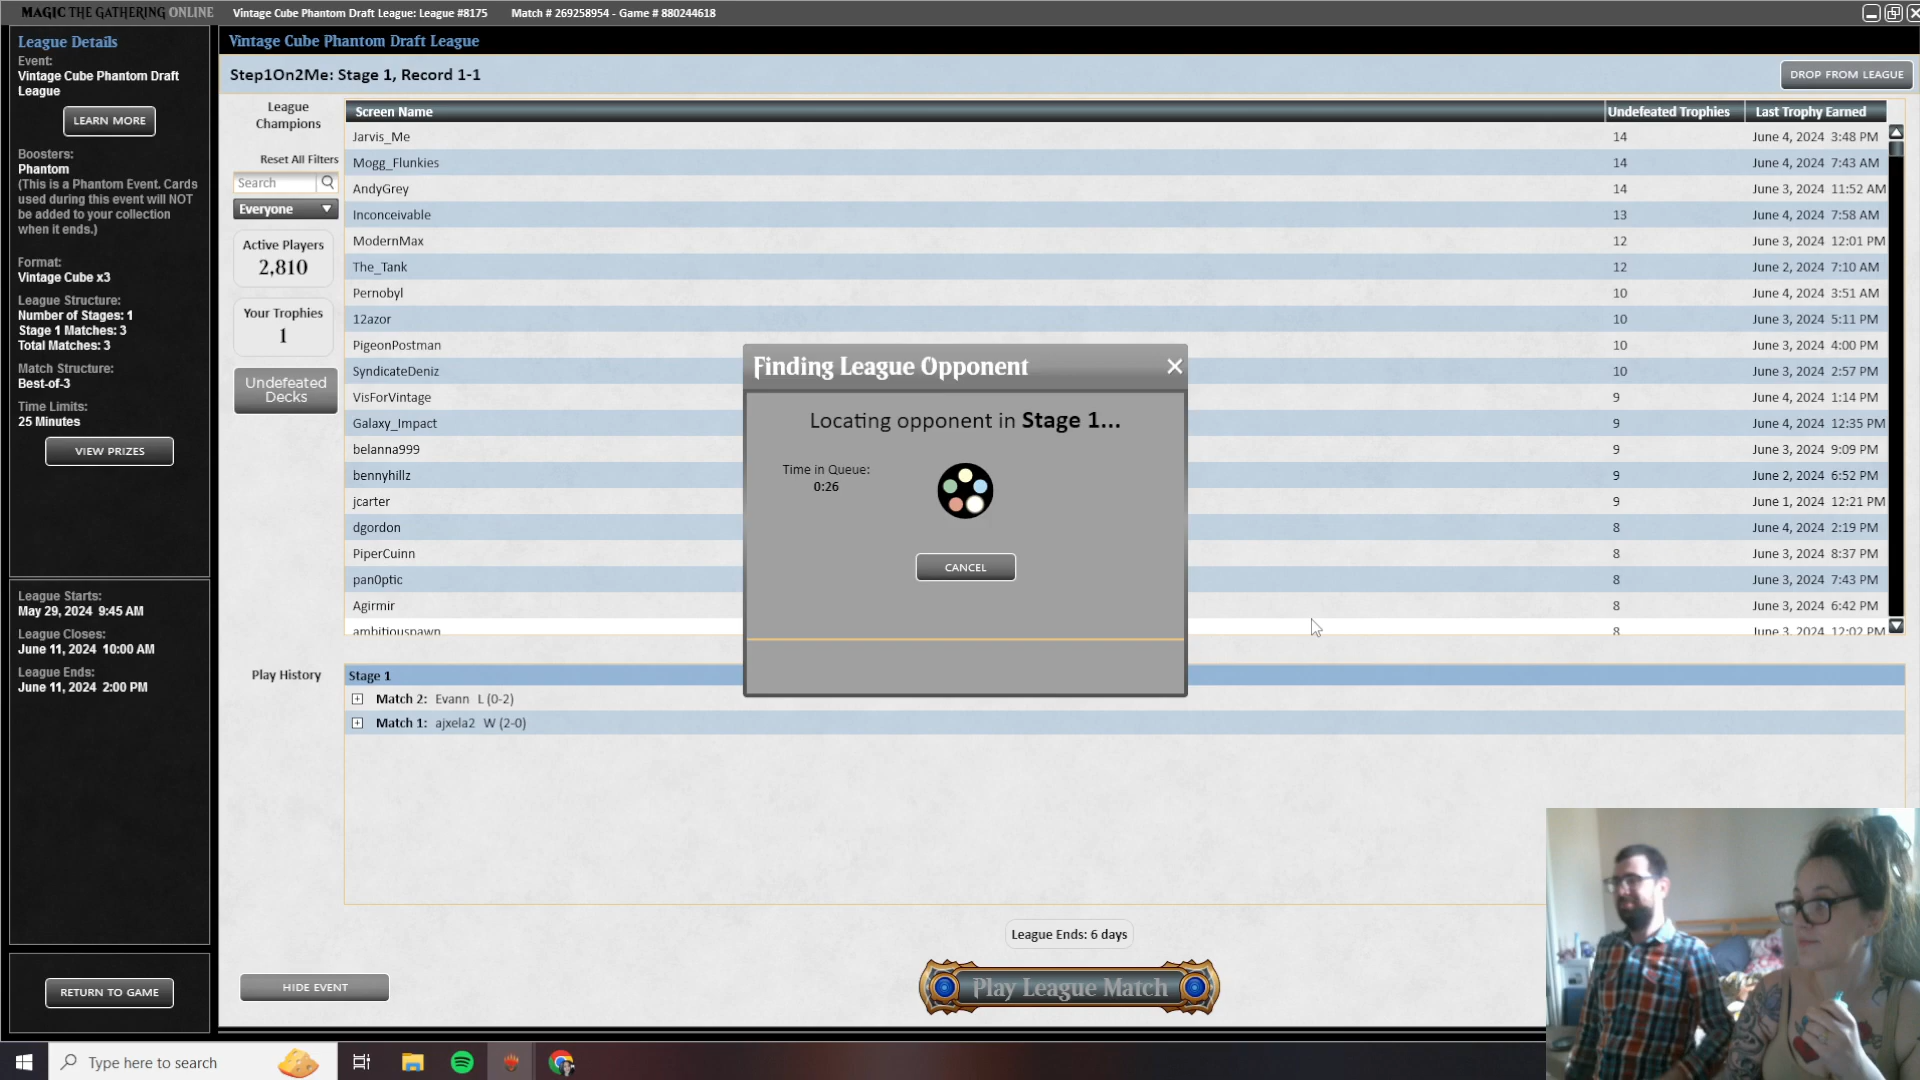 MAGIC THE GATHERING ONLINE
Vintage Cube Phantom Draft League: League #8175
Match # 269258954 - Game # 880244618
League Details
Event:
Vintage Cube Phantom Draft
League
LEARN MORE
Boosters:
Phantom
(This is a Phantom Event. Cards
used during this event will NOT
be added to your collection
when it ends.)
Format:
Vintage Cube x3
League Structure:
Number of Stages: 1
Stage 1 Matches: 3
Total Matches: 3
Match Structure:
Best-of-3
Time Limits:
25 Minutes
VIEW PRIZES
League Starts:
May 29, 2024 9:45 AM
League Closes:
June 11, 2024 10:00 AM
League Ends:
June 11, 2024 2:00 PM
RETURN TO GAME
Vintage Cube Phantom Draft League
Step1On2Me: Stage 1, Record 1-1
DROP FROM LEAGUE
League
Champions
Reset All Filters
Search
Everyone
Active Players
2,810
Your Trophies
1
Undefeated
Decks
Screen Name Undefeated Trophies Last Trophy Earned
Jarvis_Me 14 June 4, 2024 3:48 PM
Mogg_Flunkies 14 June 4, 2024 7:43 AM
AndyGrey 14 June 3, 2024 11:52 AM
Inconceivable 13 June 4, 2024 7:58 AM
ModernMax 12 June 3, 2024 12:01 PM
The_Tank 12 June 2, 2024 7:10 AM
Pernobyl 10 June 4, 2024 3:51 AM
12azor 10 June 3, 2024 5:11 PM
PigeonPostman 10 June 3, 2024 4:00 PM
SyndicateDeniz 10 June 3, 2024 2:57 PM
VisForVintage 9 June 4, 2024 1:14 PM
Galaxy_Impact 9 June 4, 2024 12:35 PM
belanna999 9 June 3, 2024 9:09 PM
bennyhillz 9 June 2, 2024 6:52 PM
jcarter 9 June 1, 2024 12:21 PM
dgordon 8 June 4, 2024 2:19 PM
PiperCuinn 8 June 3, 2024 8:37 PM
pan0ptic 8 June 3, 2024 7:43 PM
Agirmir 8 June 3, 2024 6:42 PM
ambitiouspawn 8 June 3, 2024 12:02 PM
Finding League Opponent
Locating opponent in Stage 1...
Time in Queue:
0:26
CANCEL
Play History
Stage 1
Match 2: Evann L (0-2)
Match 1: ajxela2 W (2-0)
League Ends: 6 days
HIDE EVENT
Play League Match
Type here to search